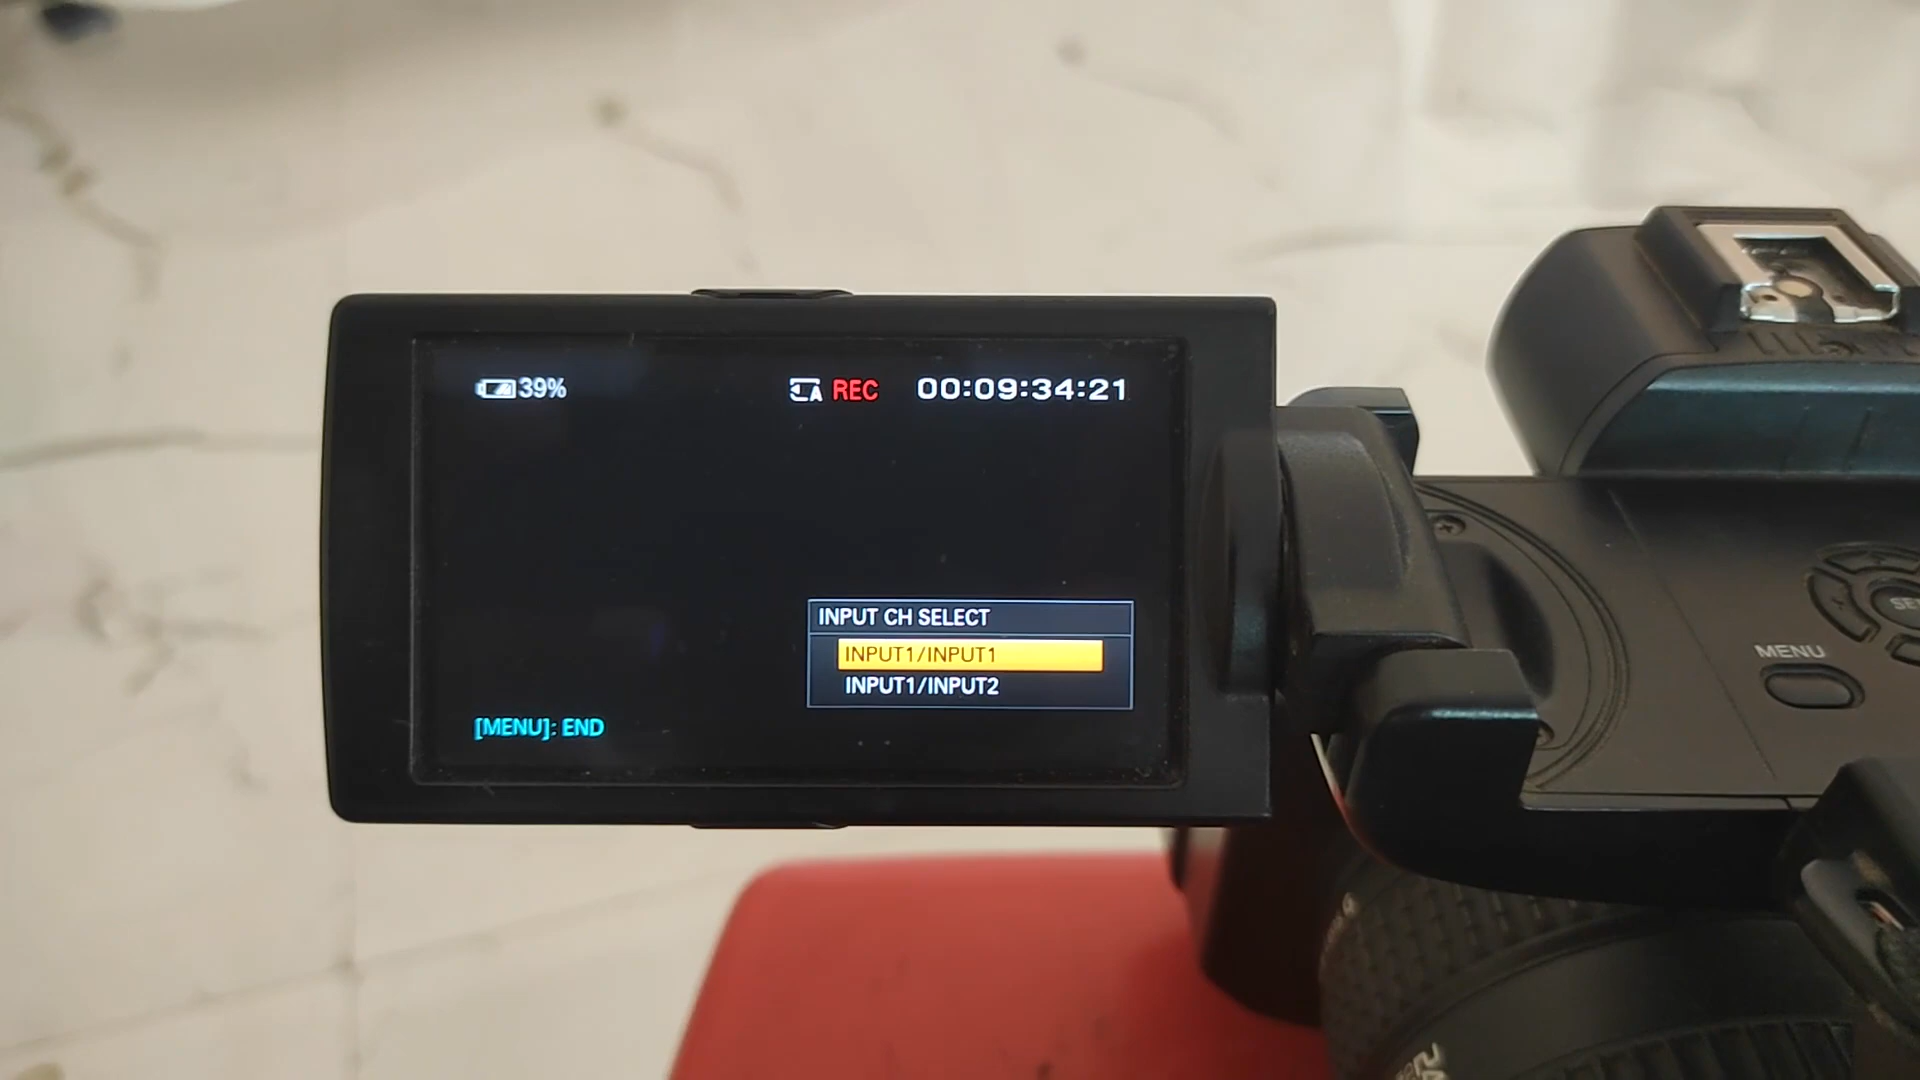 39%
A REC 00:09:34:21
INPUT CH SELECT
INPUT1/INPUT1
INPUT1/INPUT2
[MENU]: END
MENU